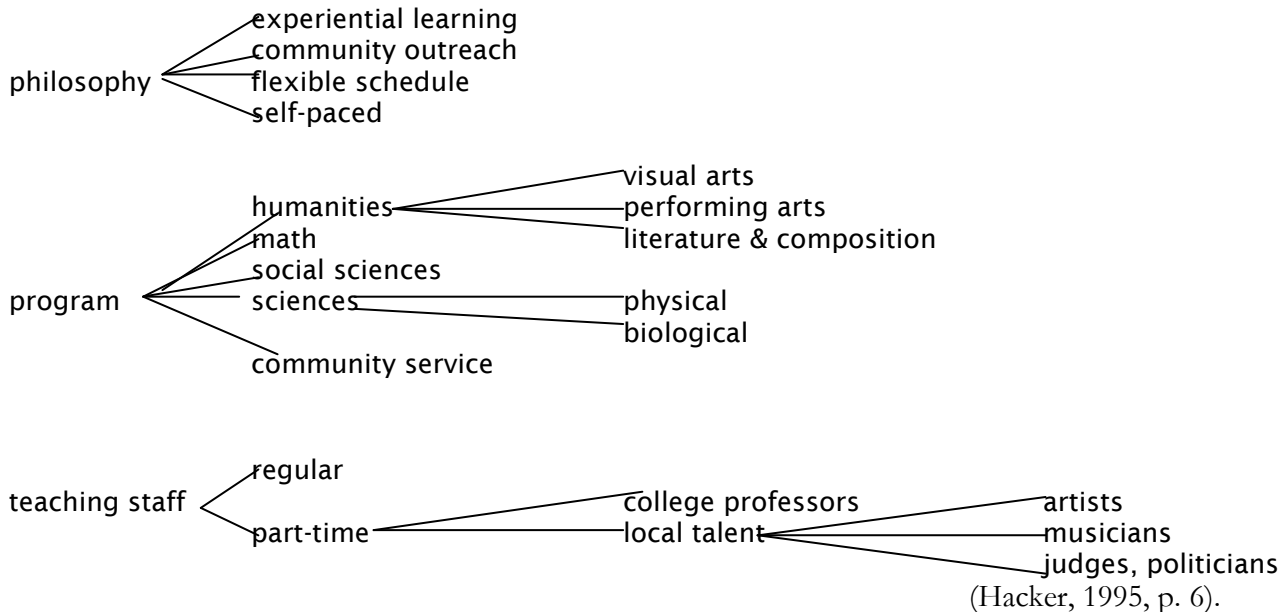 experiential learning
community outreach
philosophy flexible schedule
self-paced
visual arts
humanities performing arts
math literature & composition
social sciences
program sciences physical
biological
community service
regular
teaching staff college professors artists
part-time local talent musicians
judges, politicians
(Hacker, 1995, p. 6).